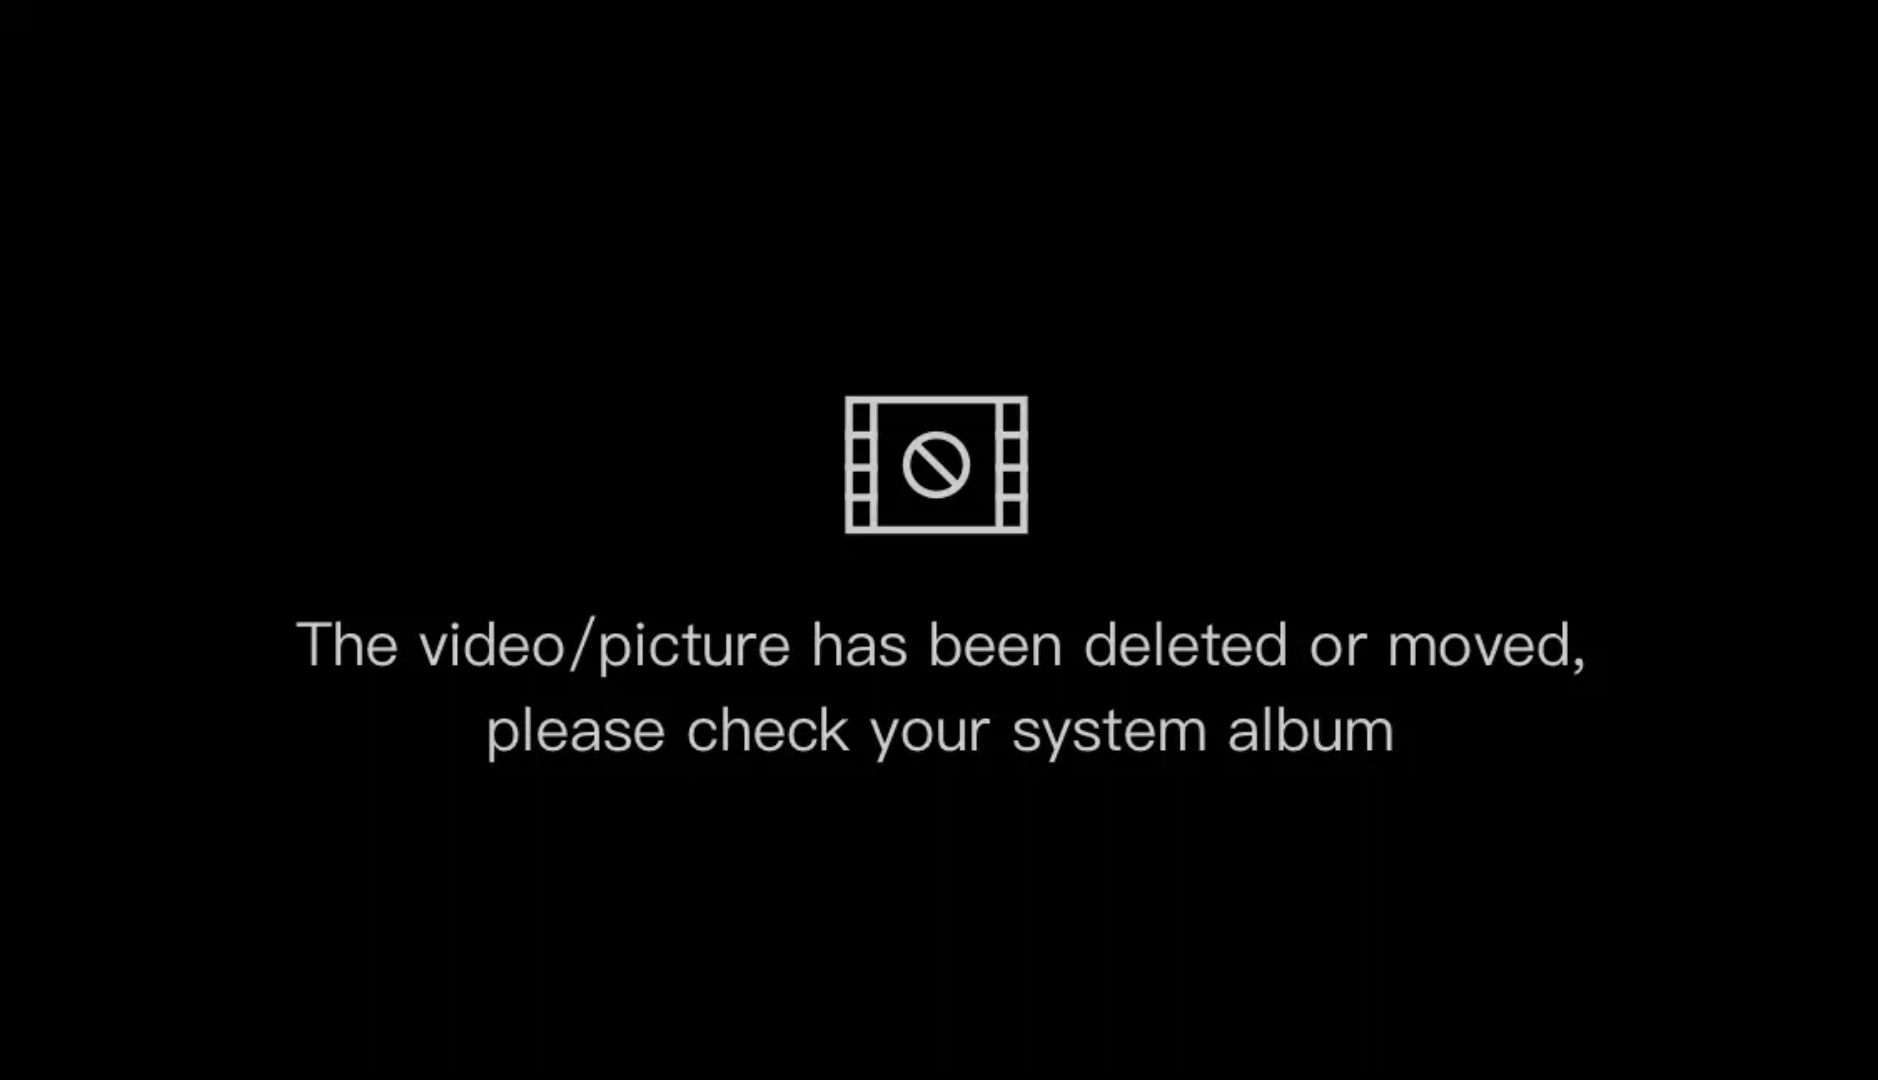 The video/picture has been deleted or moved,
please check your system album